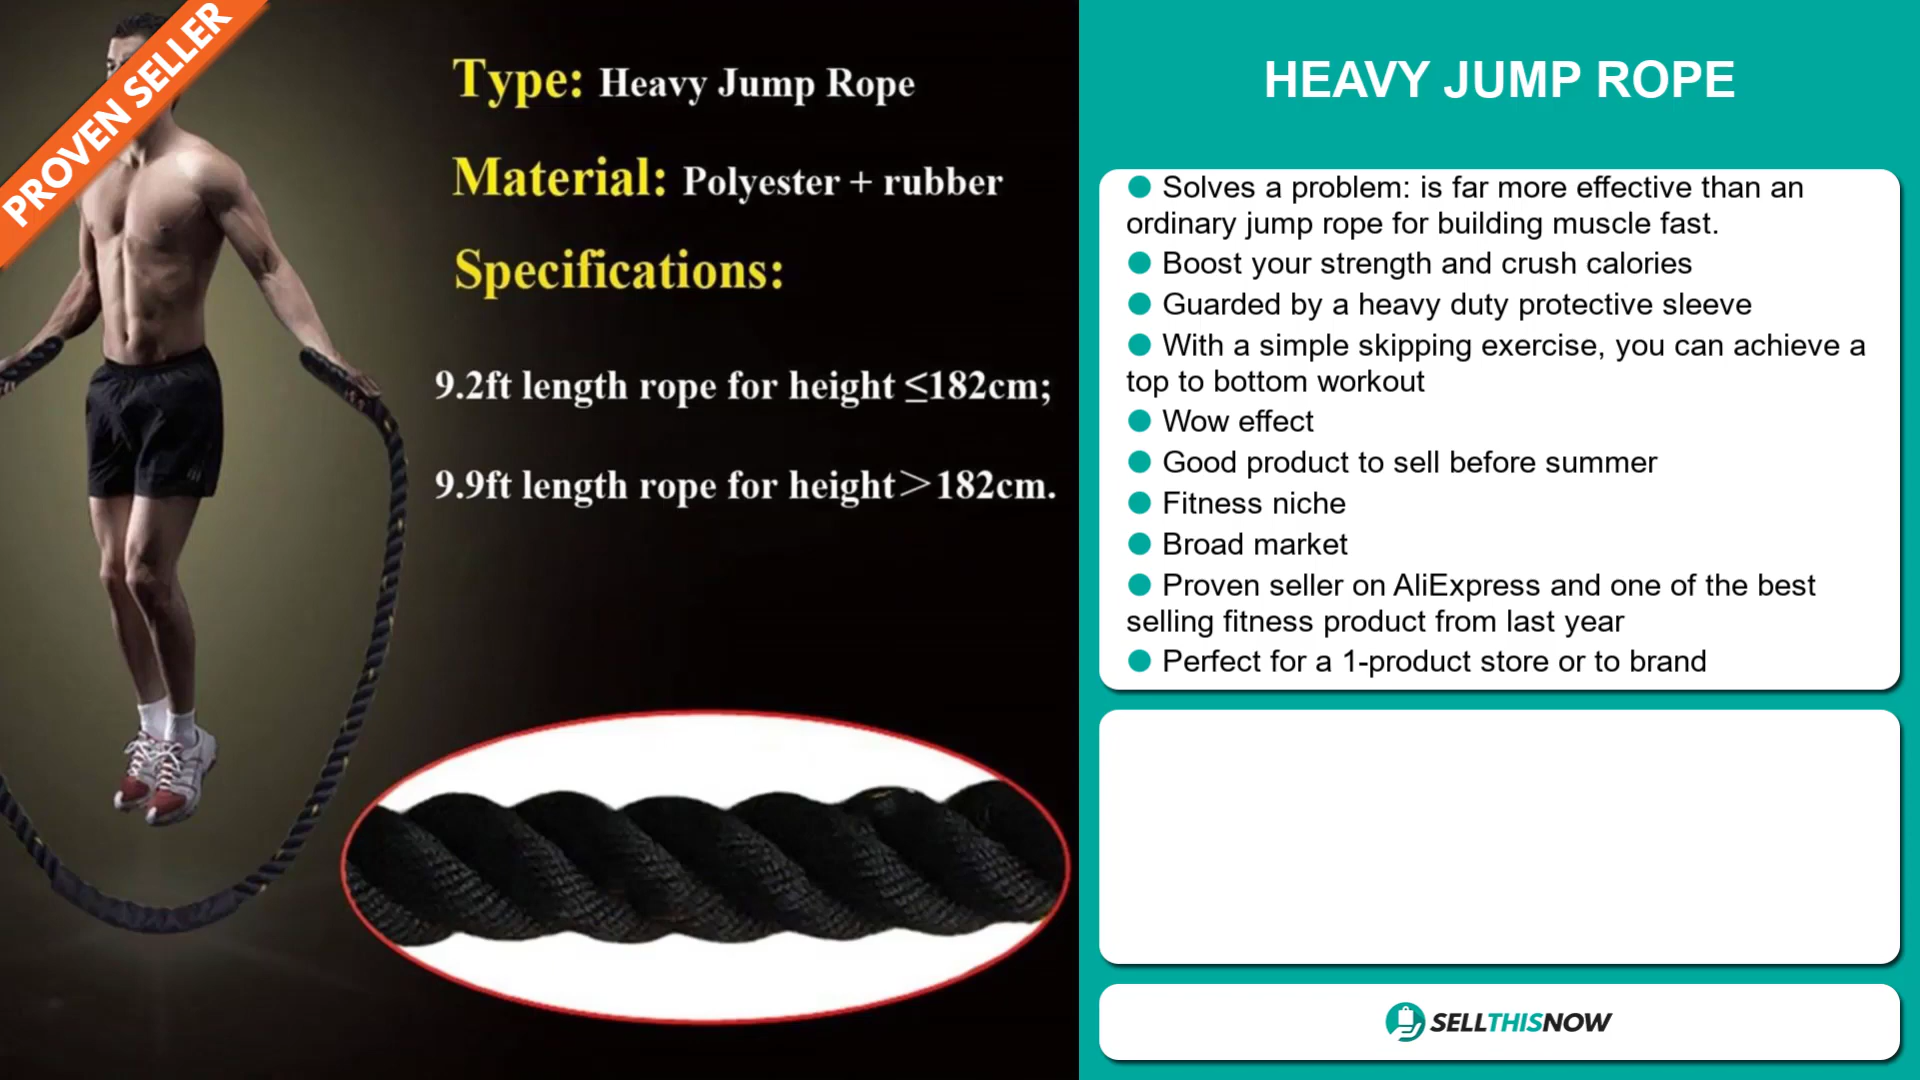 PROVEN SELLER
Type: Heavy Jump Rope
Material: Polyester + rubber
Specifications:
9.2ft length rope for height ≤182cm;
9.9ft length rope for height>182cm.
HEAVY JUMP ROPE
● Solves a problem: is far more effective than an
ordinary jump rope for building muscle fast.
● Boost your strength and crush calories
● Guarded by a heavy duty protective sleeve
● With a simple skipping exercise, you can achieve a
top to bottom workout
● Wow effect
● Good product to sell before summer
● Fitness niche
● Broad market
● Proven seller on AliExpress and one of the best
selling fitness product from last year
● Perfect for a 1-product store or to brand
SELLTHISNOW